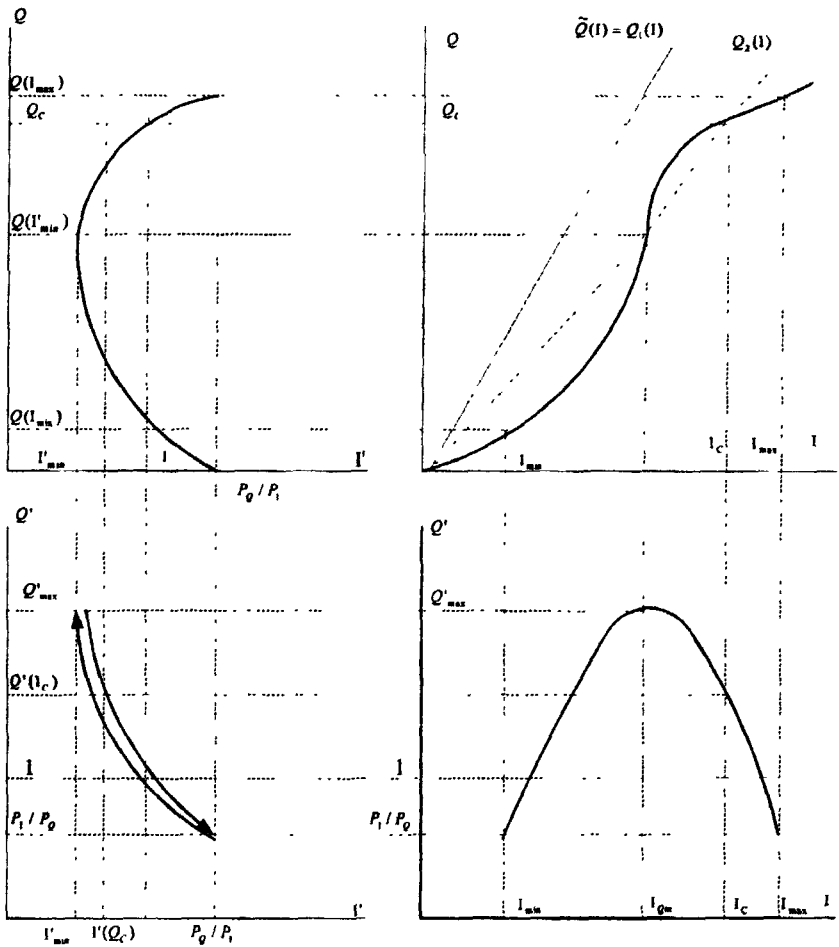 Q
Q(I_max)
Q_C
Q(I'_min)
Q(I_min)
I'_min 1 I'
P_Q / P_I
Q Q̃(I) = Q_1(I) Q_2(I)
I_min I_C I_max I
Q'
Q'_max
Q'(I_C)
1
P_I / P_Q
I'
I'_min I'(Q_C) P_Q / P_I
Q'
Q'_max
1
P_I / P_Q
I_min I_Qm I_C I_max I